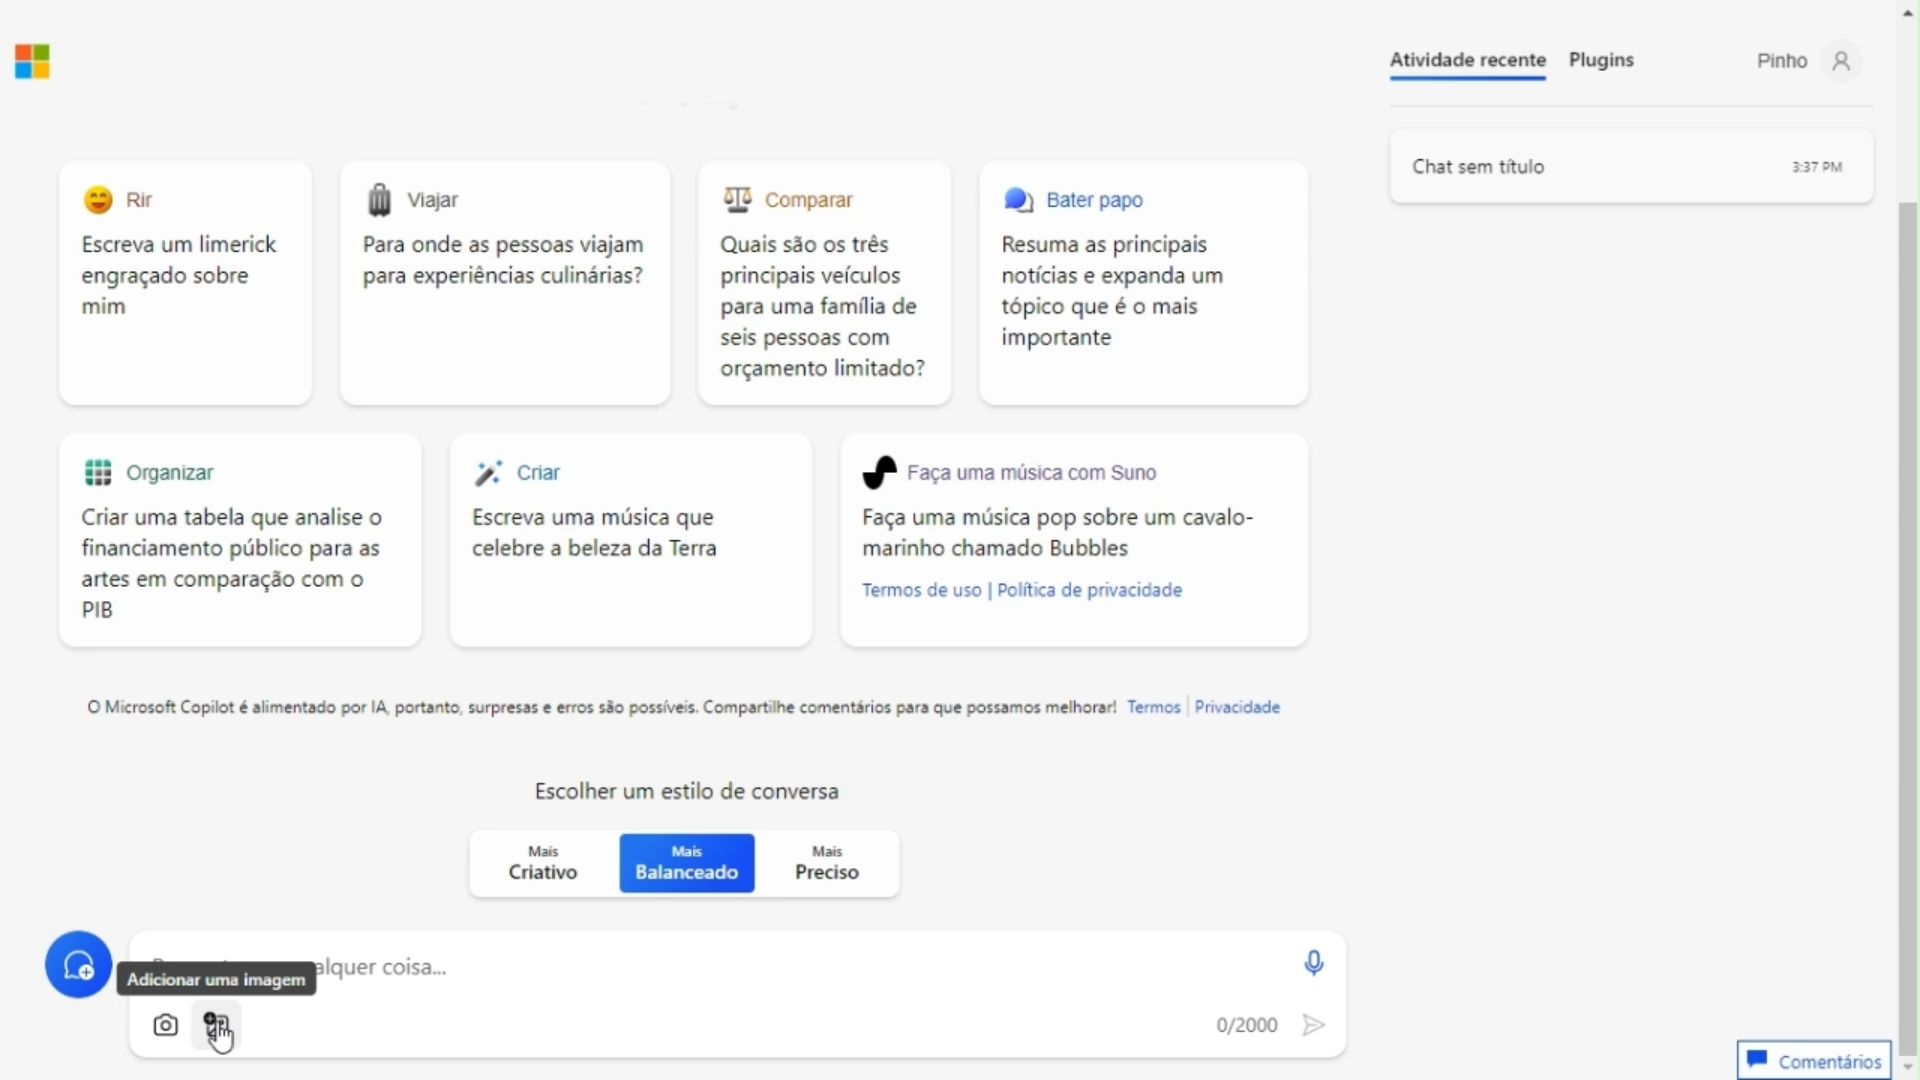 Atividade recente
Plugins
Pinho
Chat sem título
3:37 PM
Rir
Escreva um limerick
engraçado sobre
mim
Viajar
Para onde as pessoas viajam
para experiências culinárias?
Comparar
Quais são os três
principais veículos
para uma família de
seis pessoas com
orçamento limitado?
Bater papo
Resuma as principais
notícias e expanda um
tópico que é o mais
importante
Organizar
Criar uma tabela que analise o
financiamento público para as
artes em comparação com o
PIB
Criar
Escreva uma música que
celebre a beleza da Terra
Faça uma música com Suno
Faça uma música pop sobre um cavalo-
marinho chamado Bubbles
Termos de uso | Política de privacidade
O Microsoft Copilot é alimentado por IA, portanto, surpresas e erros são possíveis. Compartilhe comentários para que possamos melhorar! Termos | Privacidade
Escolher um estilo de conversa
Mais
Criativo
Mais
Balanceado
Mais
Preciso
coisa...
Adicionar uma imagem
0/2000
Comentários